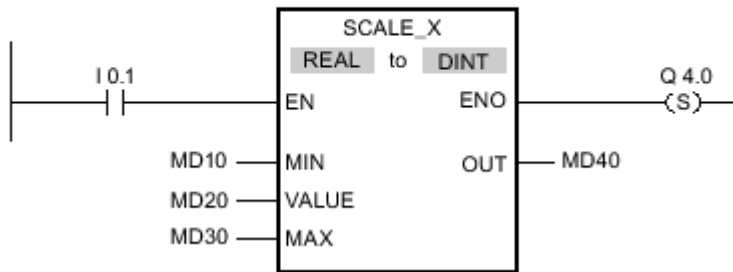 SCALE_X
REAL to DINT
I 0.1
Q 4.0
EN ENO
(S)
MD10 MIN OUT MD40
MD20 VALUE
MD30 MAX